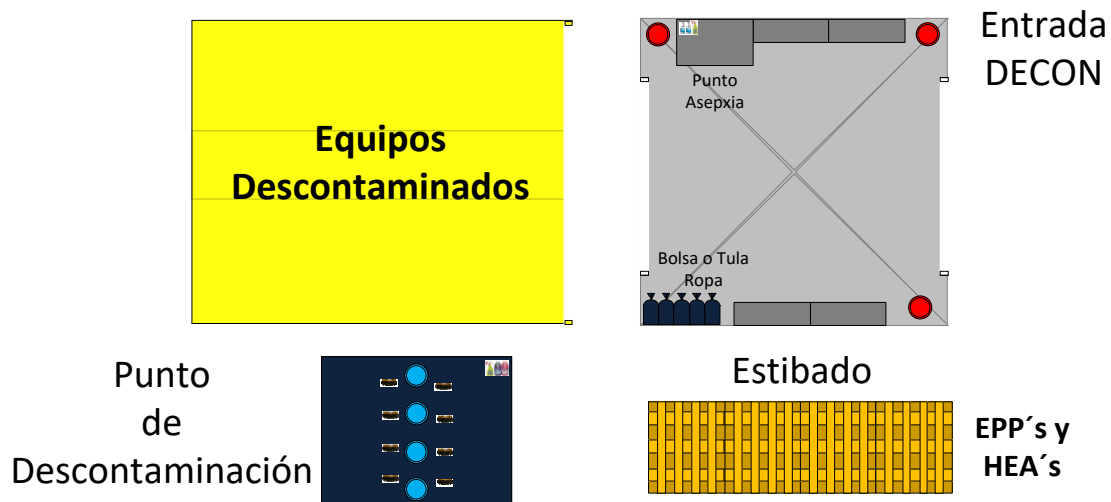 Entrada
DECON
Punto
Asepxia
Equipos
Descontaminados
Bolsa o Tula
Ropa
Punto
de
Descontaminación
Estibado
EPP´s y
HEA´s